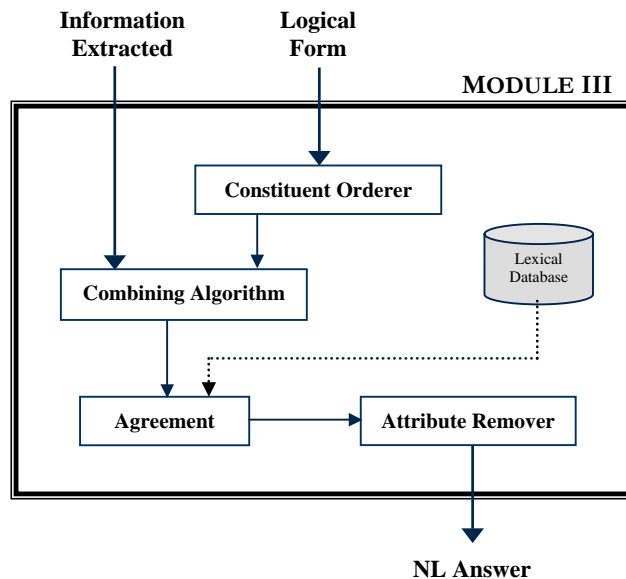 Information
Extracted
Logical
Form
MODULE III
Constituent Orderer
Lexical
Database
Combining Algorithm
Agreement
Attribute Remover
NL Answer